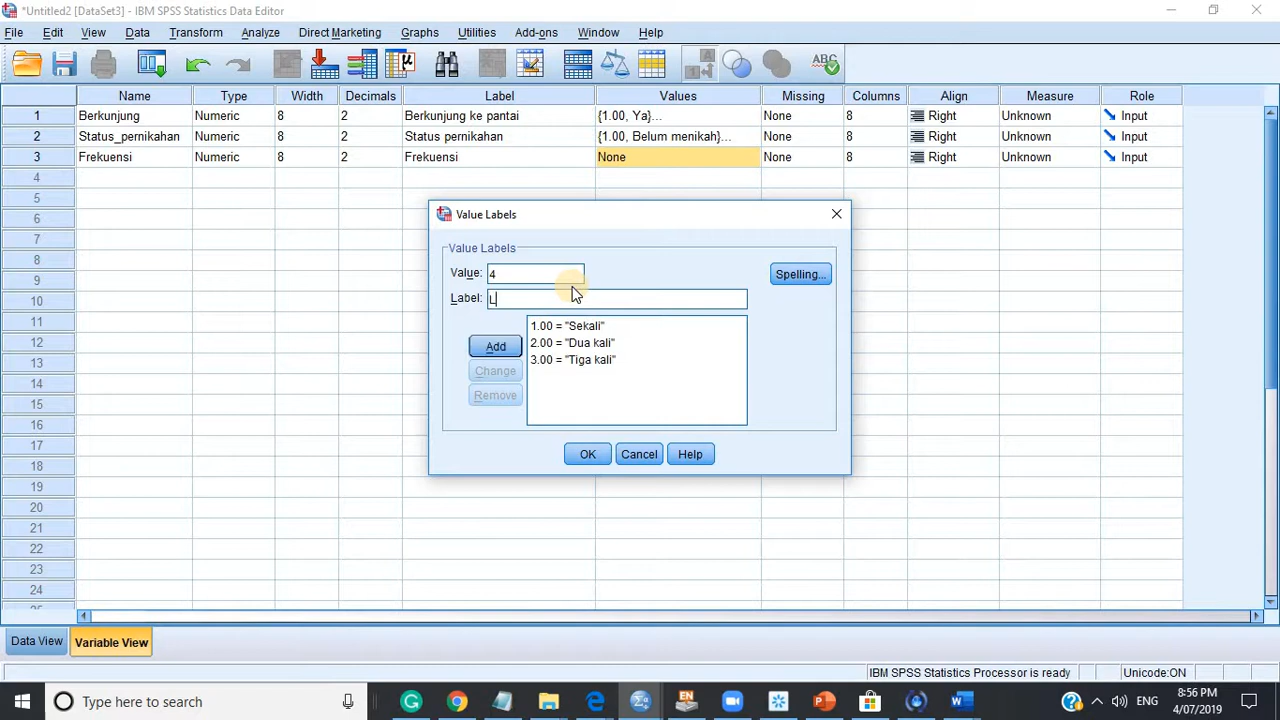 *Untitled2 [DataSet3] - IBM SPSS Statistics Data Editor
File Edit View Data Transform Analyze Direct Marketing Graphs Utilities Add-ons Window Help
Name Type Width Decimals Label Values Missing Columns Align Measure Role
1 Berkunjung Numeric 8 2 Berkunjung ke pantai {1.00, Ya}... None 8 Right Unknown Input
2 Status_pernikahan Numeric 8 2 Status pernikahan {1.00, Belum menikah}... None 8 Right Unknown Input
3 Frekuensi Numeric 8 2 Frekuensi None None 8 Right Unknown Input
4
5
6
7
8
9
10
11
12
13
14
15
16
17
18
19
20
21
22
23
24
25
Value Labels
Value Labels
Value: 4
Spelling...
Label: L
1.00 = "Sekali"
2.00 = "Dua kali"
3.00 = "Tiga kali"
Add
Change
Remove
OK Cancel Help
Data View Variable View
IBM SPSS Statistics Processor is ready Unicode:ON
Type here to search
ENG
8:56 PM
4/07/2019